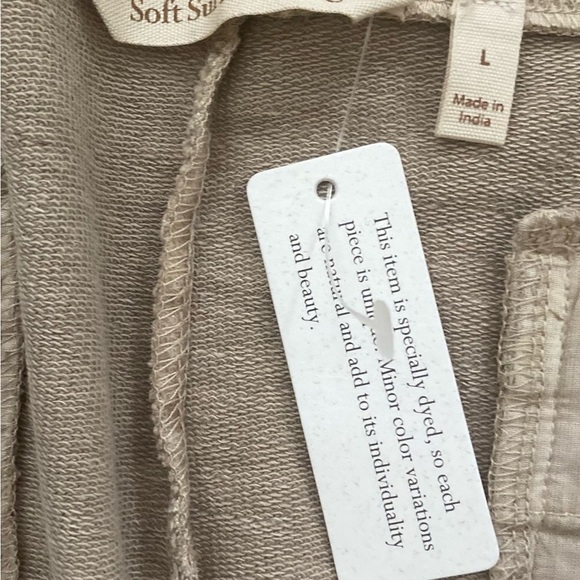 Soft
L
Made in
India
This item is specially dyed, so each
piece is Minor color variations
are natural and add to its individuality
and beauty.